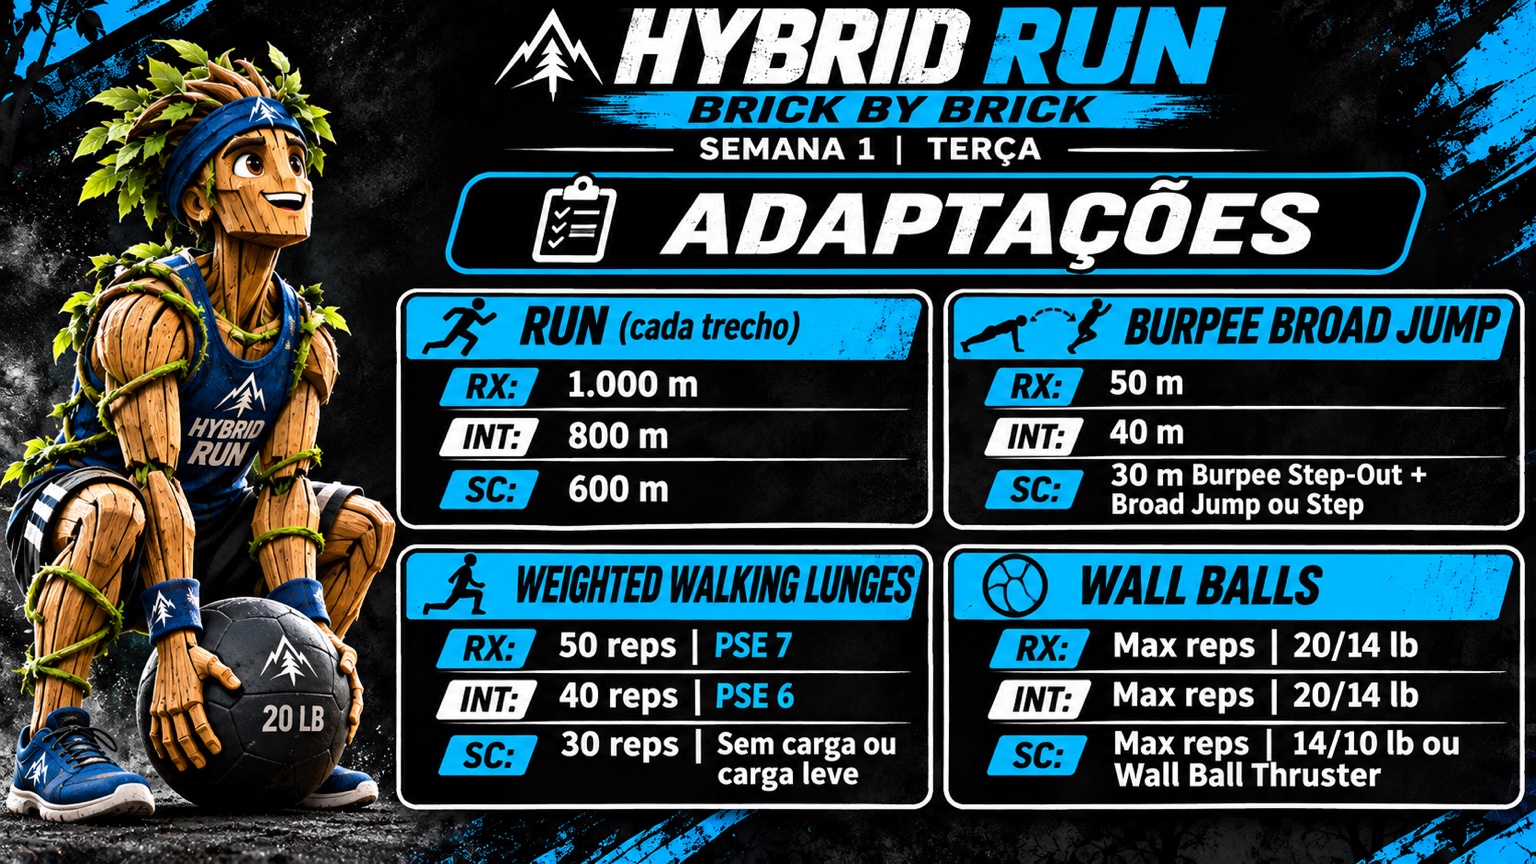 HYBRID RUN
BRICK BY BRICK
SEMANA 1 | TERÇA
ADAPTAÇÕES
RUN (cada trecho)
RX: 1.000 m
INT: 800 m
SC: 600 m
BURPEE BROAD JUMP
RX: 50 m
INT: 40 m
SC: 30 m Burpee Step-Out +
Broad Jump ou Step
WEIGHTED WALKING LUNGES
RX: 50 reps | PSE 7
INT: 40 reps | PSE 6
SC: 30 reps | Sem carga ou
carga leve
WALL BALLS
RX: Max reps | 20/14 lb
INT: Max reps | 20/14 lb
SC: Max reps | 14/10 lb ou
Wall Ball Thruster
HYBRID
RUN
20 LB